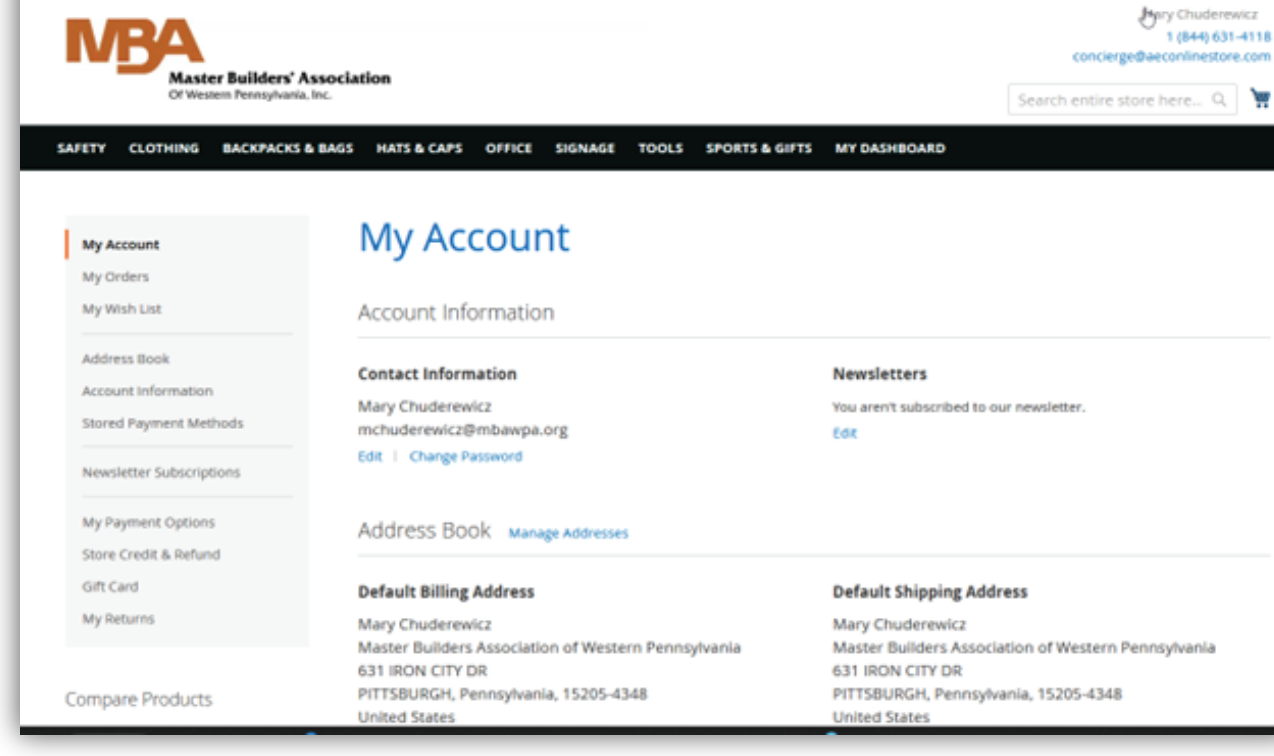 MBA
Master Builders' Association
Of Western Pennsylvania, Inc.
Mary Chuderewicz
1 (844) 631-4118
concierge@aeconlinestore.com
Search entire store here...
SAFETY CLOTHING BACKPACKS & BAGS HATS & CAPS OFFICE SIGNAGE TOOLS SPORTS & GIFTS MY DASHBOARD
My Account
My Orders
My Wish List
Address Book
Account Information
Stored Payment Methods
Newsletter Subscriptions
My Payment Options
Store Credit & Refund
Gift Card
My Returns
Compare Products
My Account
Account Information
Contact Information
Mary Chuderewicz
mchuderewicz@mbawpa.org
Edit | Change Password
Newsletters
You aren't subscribed to our newsletter.
Edit
Address Book Manage Addresses
Default Billing Address
Mary Chuderewicz
Master Builders Association of Western Pennsylvania
631 IRON CITY DR
PITTSBURGH, Pennsylvania, 15205-4348
United States
Default Shipping Address
Mary Chuderewicz
Master Builders Association of Western Pennsylvania
631 IRON CITY DR
PITTSBURGH, Pennsylvania, 15205-4348
United States